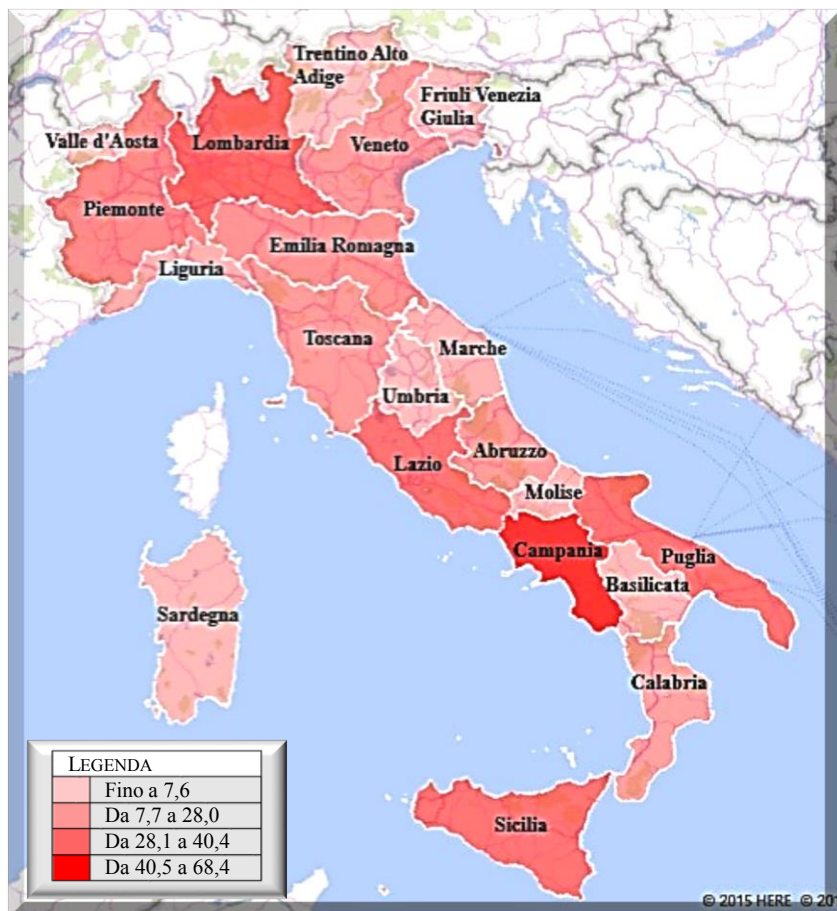 Trentino Alto
Adige
Friuli Venezia
Giulia
Valle d'Aosta
Lombardia
Veneto
Piemonte
Emilia Romagna
Liguria
Toscana
Marche
Umbria
Abruzzo
Lazio
Molise
Campania
Puglia
Basilicata
Sardegna
Calabria
Sicilia
LEGENDA
Fino a 7,6
Da 7,7 a 28,0
Da 28,1 a 40,4
Da 40,5 a 68,4
© 2015 HERE © 20